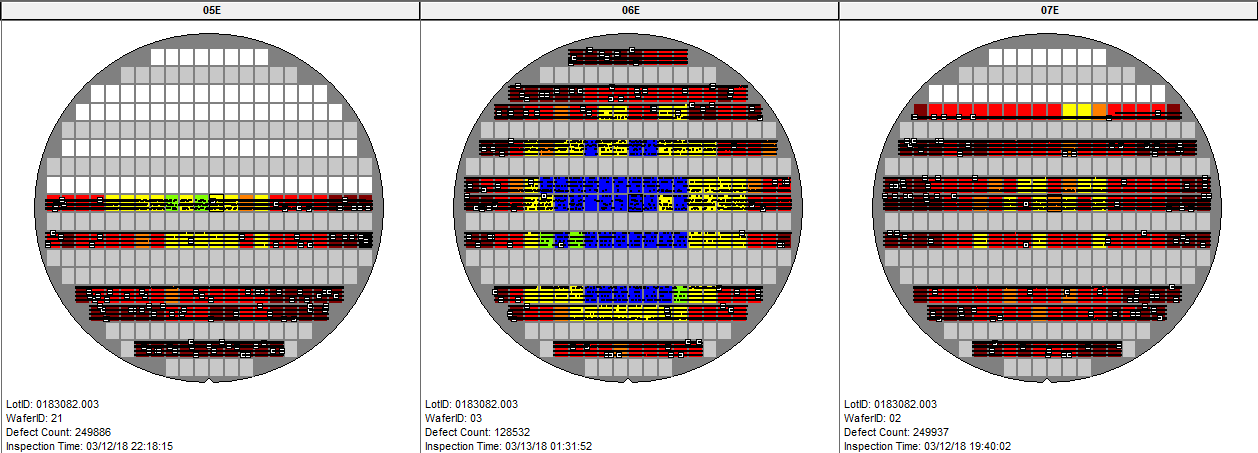 05E
06E
07E
LotID: 0183082.003
WaferID: 21
Defect Count: 249886
Inspection Time: 03/12/18 22:18:15
LotID: 0183082.003
WaferID: 03
Defect Count: 128532
Inspection Time: 03/13/18 01:31:52
LotID: 0183082.003
WaferID: 02
Defect Count: 249937
Inspection Time: 03/12/18 19:40:02